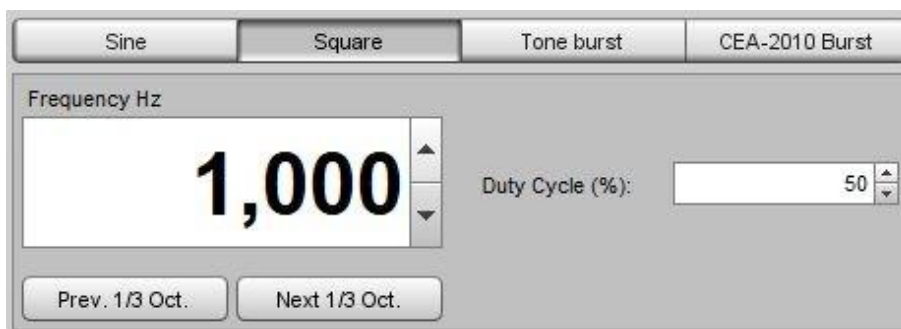 Sine Square Tone burst CEA-2010 Burst
Frequency Hz
1,000
Duty Cycle (%): 50
Prev. 1/3 Oct. Next 1/3 Oct.